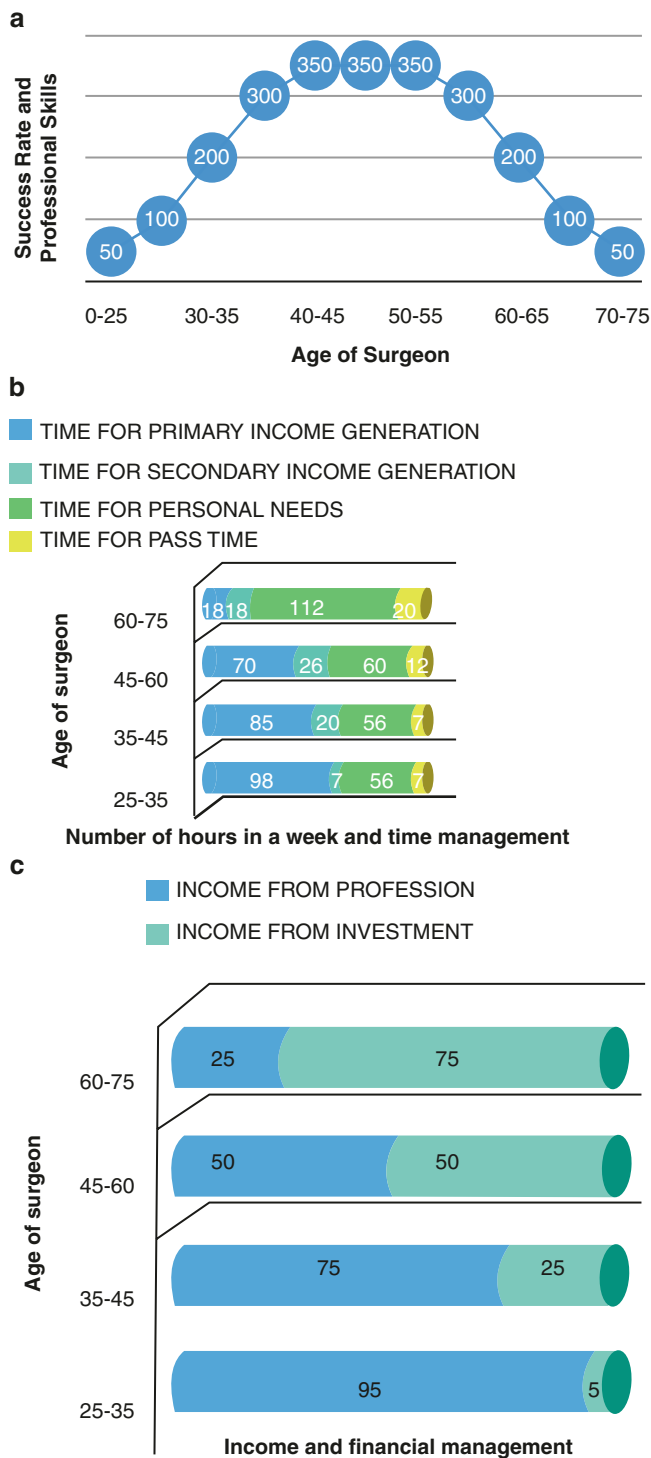 a
Success Rate and
Professional Skills
50 100 200 300 350 350 350 300 200 100 50
0-25 30-35 40-45 50-55 60-65 70-75
Age of Surgeon
b
TIME FOR PRIMARY INCOME GENERATION
TIME FOR SECONDARY INCOME GENERATION
TIME FOR PERSONAL NEEDS
TIME FOR PASS TIME
Age of surgeon
60-75 18 18 112 20
45-60 70 26 60 12
35-45 85 20 56 7
25-35 98 7 56 7
Number of hours in a week and time management
c
INCOME FROM PROFESSION
INCOME FROM INVESTMENT
Age of surgeon
60-75 25 75
45-60 50 50
35-45 75 25
25-35 95 5
Income and financial management